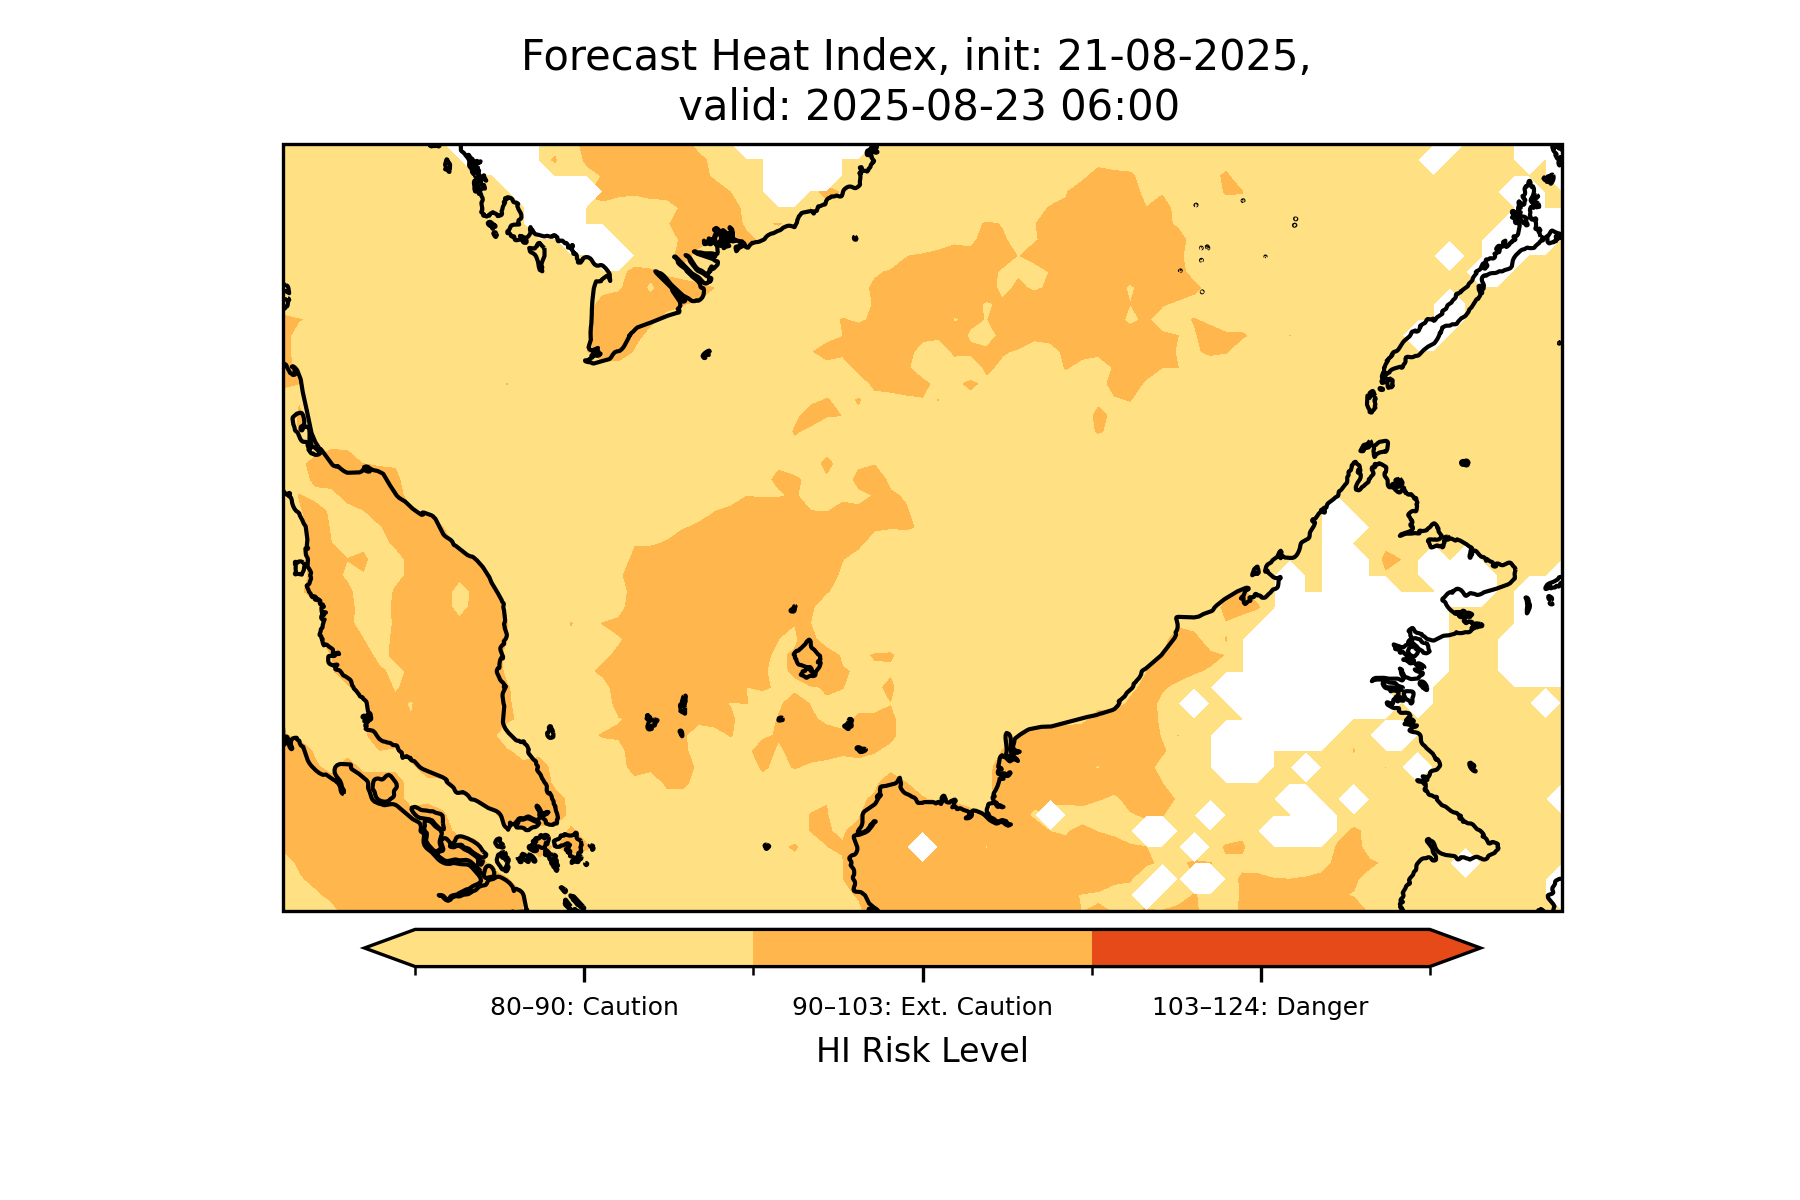 Forecast Heat Index, init: 21-08-2025,
valid: 2025-08-23 06:00
80–90: Caution
90–103: Ext. Caution
103–124: Danger
HI Risk Level